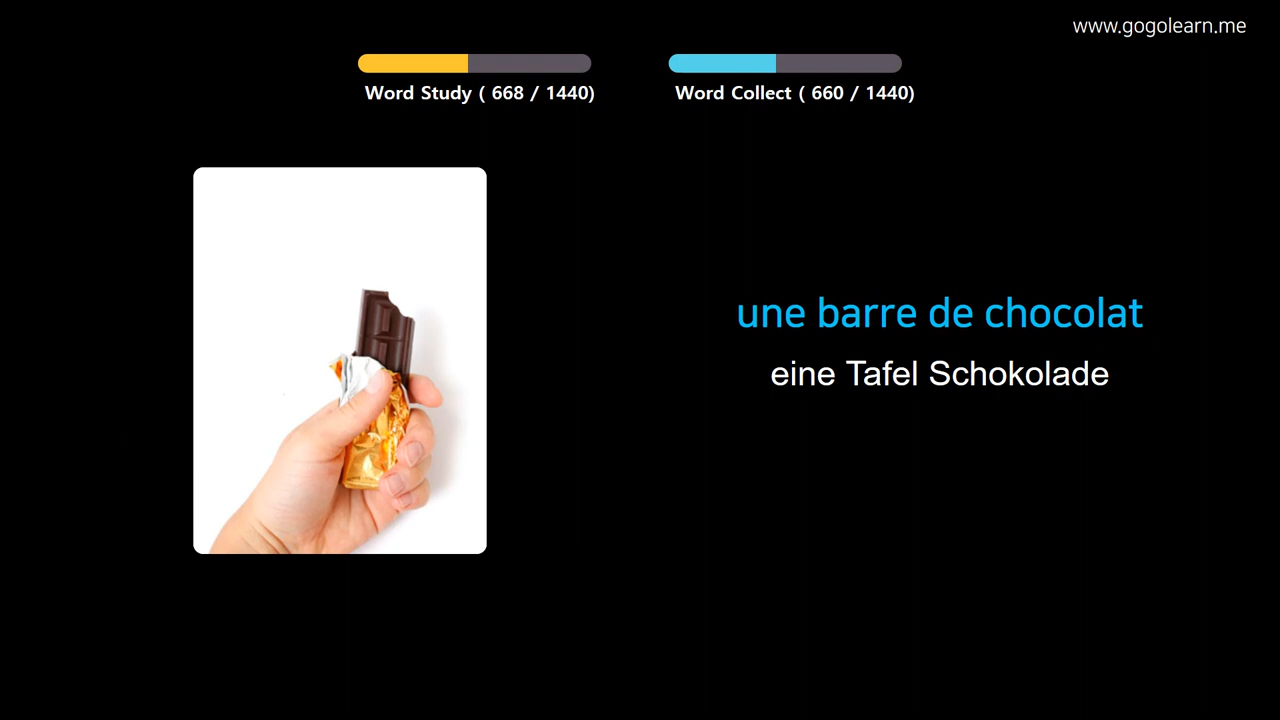 www.gogolearn.me
Word Study ( 668 / 1440)
Word Collect ( 660 / 1440)
une barre de chocolat
eine Tafel Schokolade